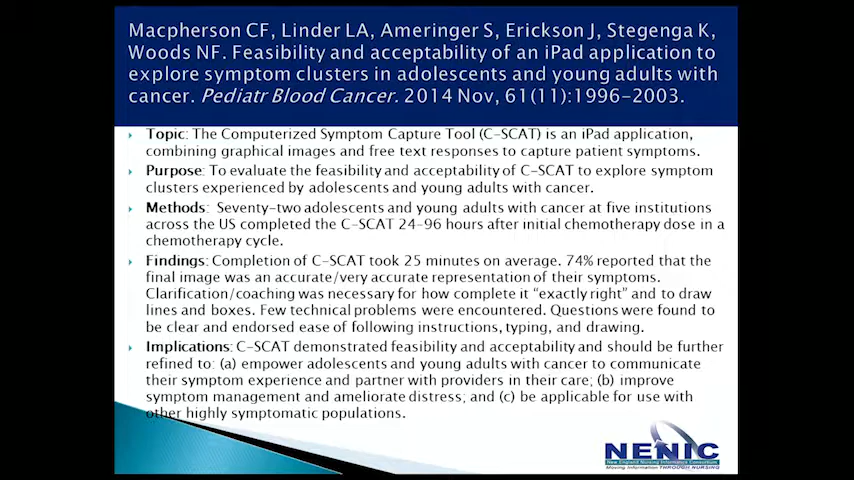 Macpherson CF, Linder LA, Ameringer S, Erickson J, Stegenga K,
Woods NF. Feasibility and acceptability of an iPad application to
explore symptom clusters in adolescents and young adults with
cancer. Pediatr Blood Cancer. 2014 Nov, 61(11):1996-2003.
Topic: The Computerized Symptom Capture Tool (C-SCAT) is an iPad application,
combining graphical images and free text responses to capture patient symptoms.
Purpose: To evaluate the feasibility and acceptability of C-SCAT to explore symptom
clusters experienced by adolescents and young adults with cancer.
Methods: Seventy-two adolescents and young adults with cancer at five institutions
across the US completed the C-SCAT 24-96 hours after initial chemotherapy dose in a
chemotherapy cycle.
Findings: Completion of C-SCAT took 25 minutes on average. 74% reported that the
final image was an accurate/very accurate representation of their symptoms.
Clarification/coaching was necessary for how complete it "exactly right" and to draw
lines and boxes. Few technical problems were encountered. Questions were found to
be clear and endorsed ease of following instructions, typing, and drawing.
Implications: C-SCAT demonstrated feasibility and acceptability and should be further
refined to: (a) empower adolescents and young adults with cancer to communicate
their symptom experience and partner with providers in their care; (b) improve
symptom management and ameliorate distress; and (c) be applicable for use with
other highly symptomatic populations.
NENIC
New England Nursing Informatics Consortium
Moving Information THROUGH NURSING